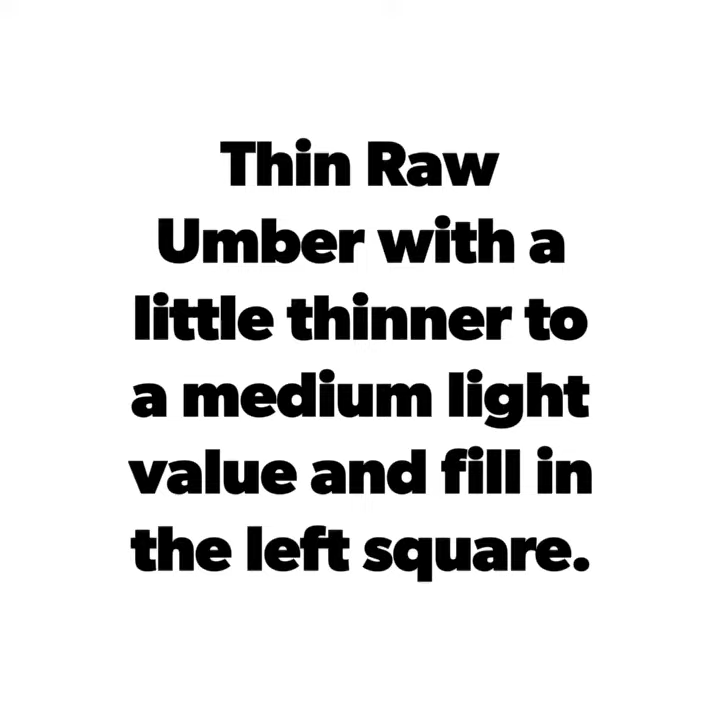 Thin Raw
Umber with a
little thinner to
a medium light
value and fill in
the left square.